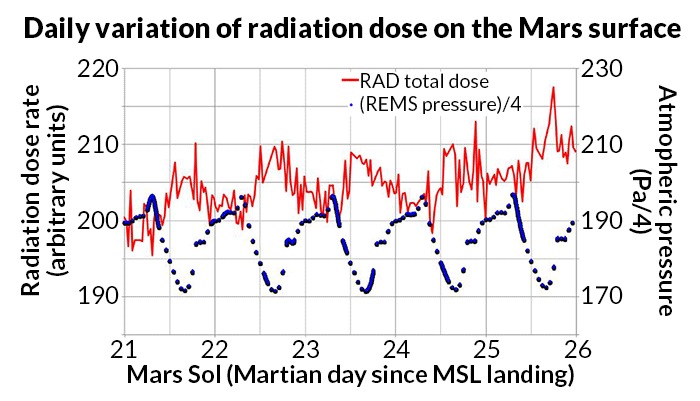 Daily variation of radiation dose on the Mars surface
220
210
200
190
Radiation dose rate
(arbitrary units)
RAD total dose
(REMS pressure)/4
230
210
190
170
Atmopheric pressure
(Pa/4)
21 22 23 24 25 26
Mars Sol (Martian day since MSL landing)